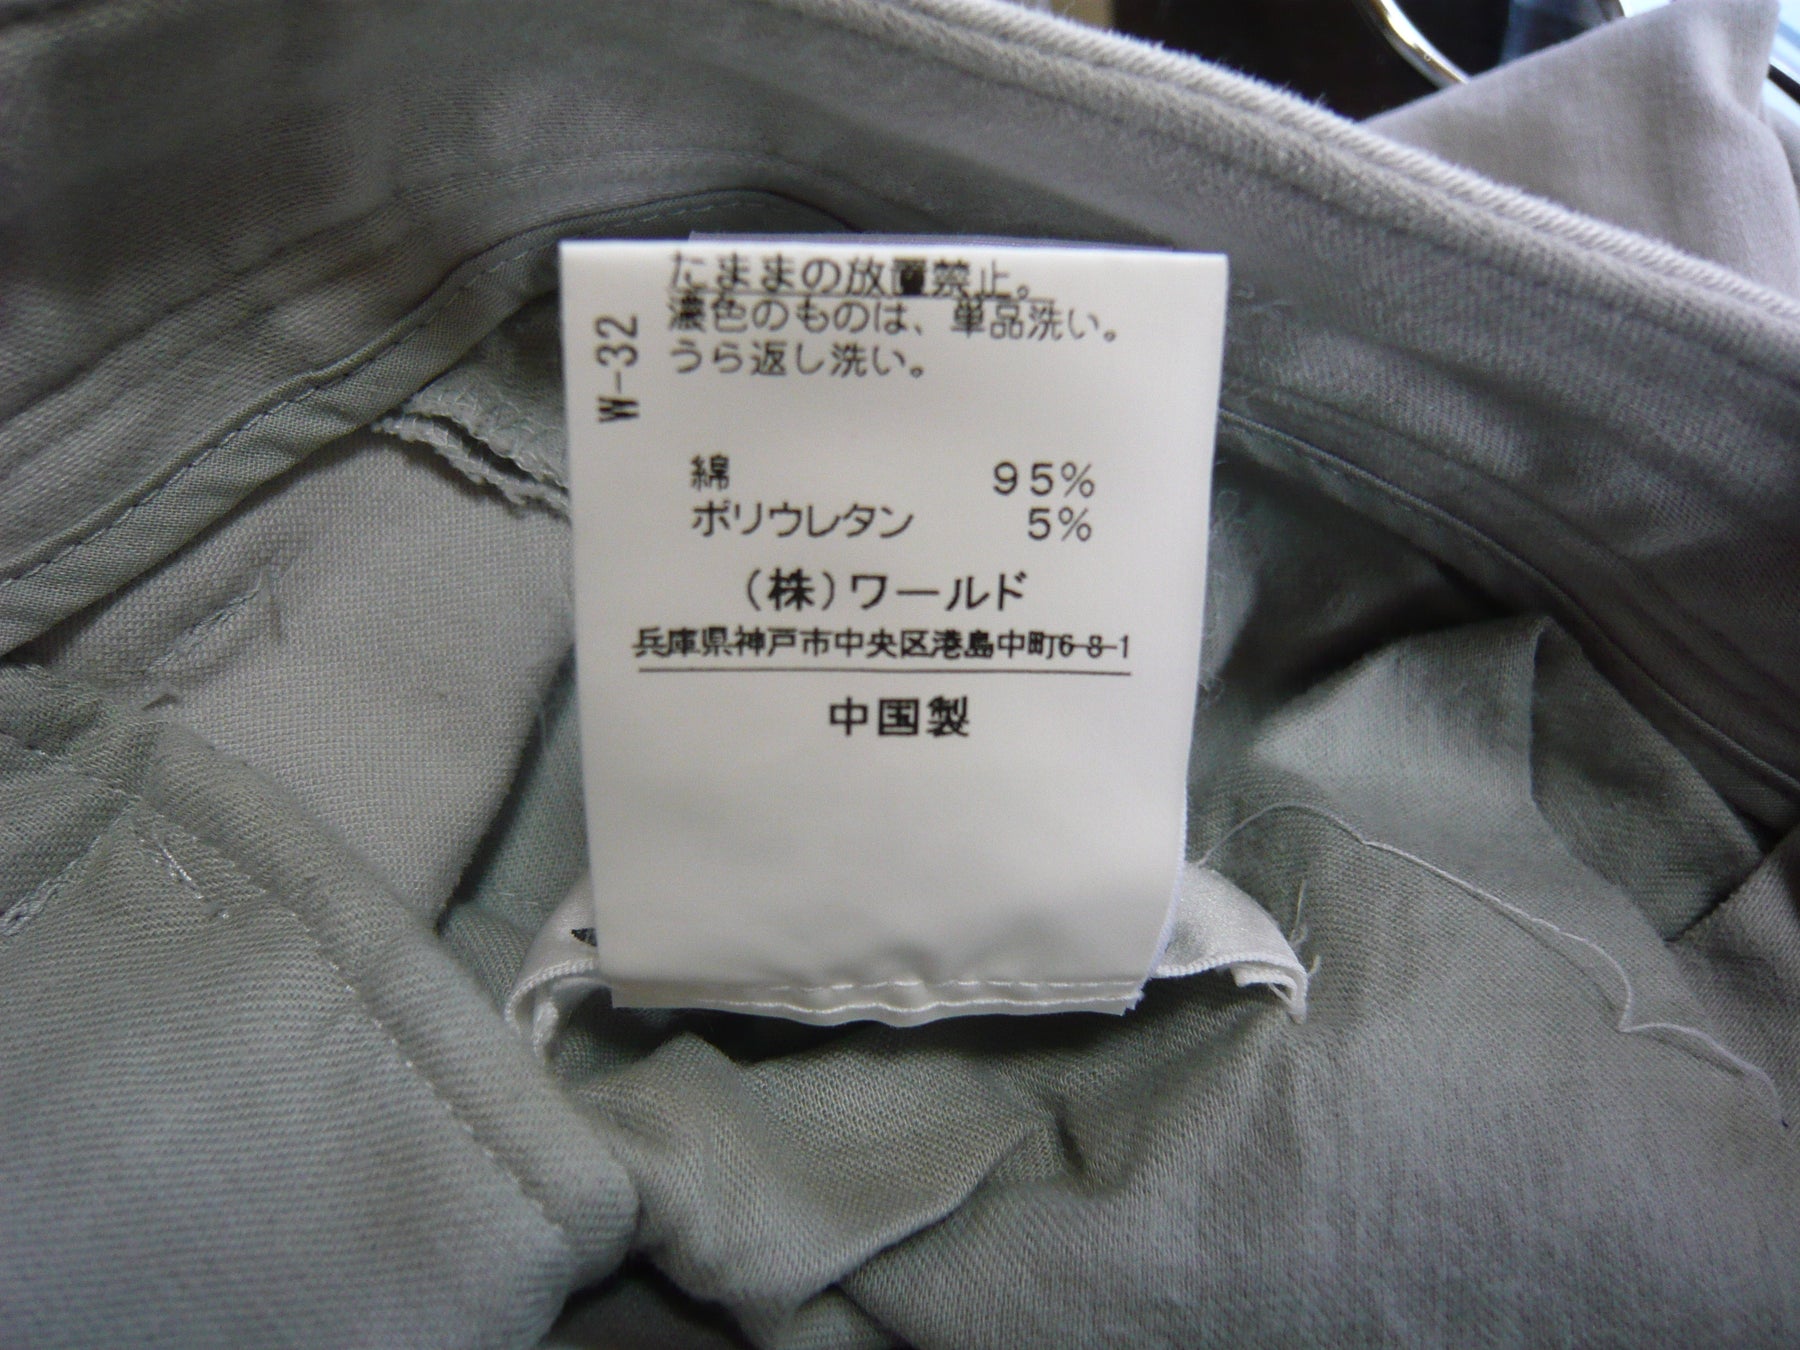 たままの放置禁止。
濃色のものは、単品洗い。
うら返し洗い。
W-32
綿 95%
ポリウレタン 5%
(株)ワールド
兵庫県神戸市中央区港島中町6-8-1
中国製